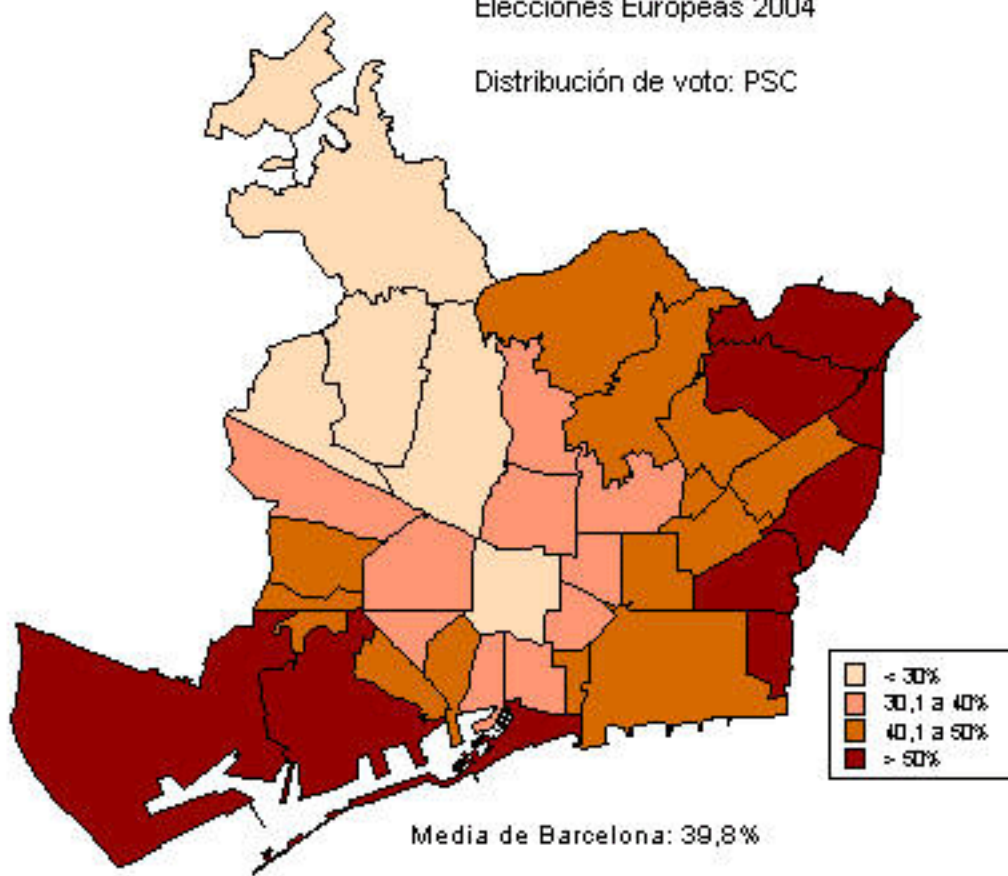 Elecciones Europeas 2004
Distribución de voto: PSC
< 30%
30,1 a 40%
40,1 a 50%
> 50%
Media de Barcelona: 39,8%